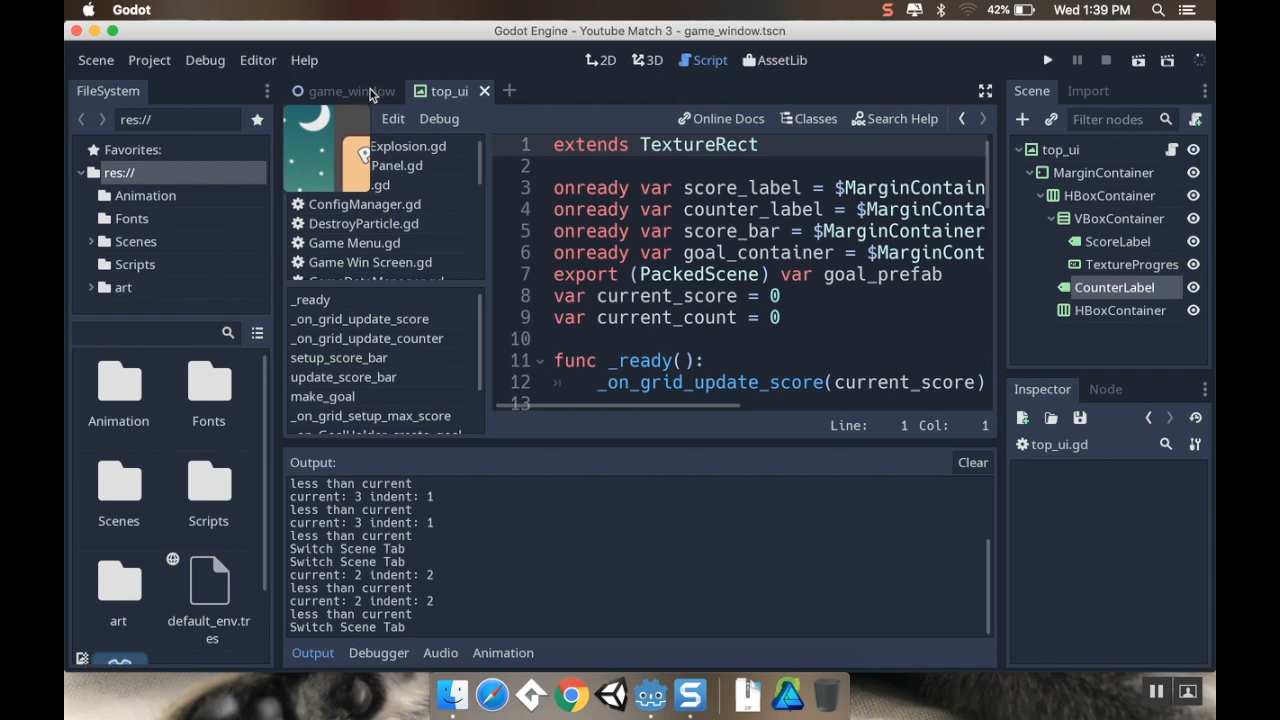 Godot
42%
Wed 1:39 PM
Godot Engine - Youtube Match 3 - game_window.tscn
Scene Project Debug Editor Help
2D 3D Script AssetLib
FileSystem
game_window top_ui
Scene Import
res://
Edit Debug
Online Docs Classes Search Help
Filter nodes
Favorites:
res://
Animation
Fonts
Scenes
Scripts
art
Explosion.gd
Panel.gd
.gd
ConfigManager.gd
DestroyParticle.gd
Game Menu.gd
Game Win Screen.gd
GameDataManager.gd
_ready
_on_grid_update_score
_on_grid_update_counter
setup_score_bar
update_score_bar
make_goal
_on_grid_setup_max_score
_on_GoalHolder_create_goal
1 extends TextureRect
2
3 onready var score_label = $MarginContain
4 onready var counter_label = $MarginConta
5 onready var score_bar = $MarginContainer
6 onready var goal_container = $MarginCont
7 export (PackedScene) var goal_prefab
8 var current_score = 0
9 var current_count = 0
10
11 func _ready():
12 _on_grid_update_score(current_score)
13
Line: 1 Col: 1
top_ui
MarginContainer
HBoxContainer
VBoxContainer
ScoreLabel
TextureProgres
CounterLabel
HBoxContainer
Inspector Node
top_ui.gd
Animation
Fonts
Scenes
Scripts
art
default_env.tr
es
Output:
Clear
less than current
current: 3 indent: 1
less than current
current: 3 indent: 1
less than current
Switch Scene Tab
Switch Scene Tab
current: 2 indent: 2
less than current
current: 2 indent: 2
less than current
Switch Scene Tab
Output Debugger Audio Animation